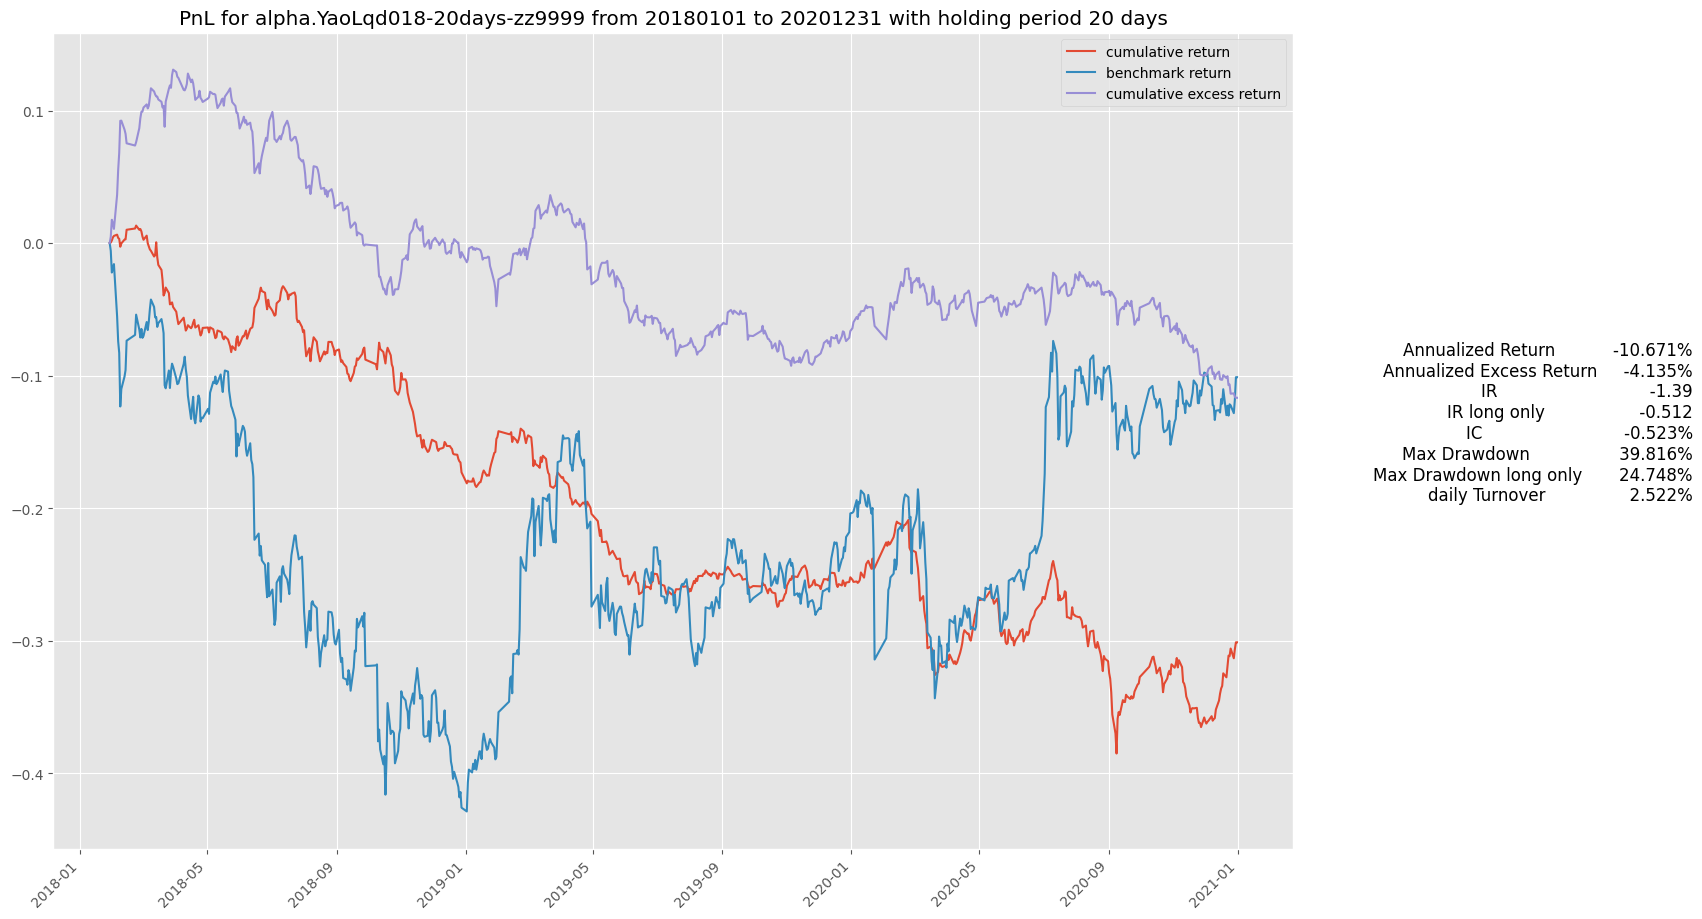 PnL for alpha.YaoLqd018-20days-zz9999 from 20180101 to 20201231 with holding period 20 days
cumulative return
benchmark return
cumulative excess return
0.1
0.0
−0.1
−0.2
−0.3
−0.4
2018-01
2018-05
2018-09
2019-01
2019-05
2019-09
2020-01
2020-05
2020-09
2021-01
Annualized Return -10.671%
Annualized Excess Return -4.135%
IR -1.39
IR long only -0.512
IC -0.523%
Max Drawdown 39.816%
Max Drawdown long only 24.748%
daily Turnover 2.522%